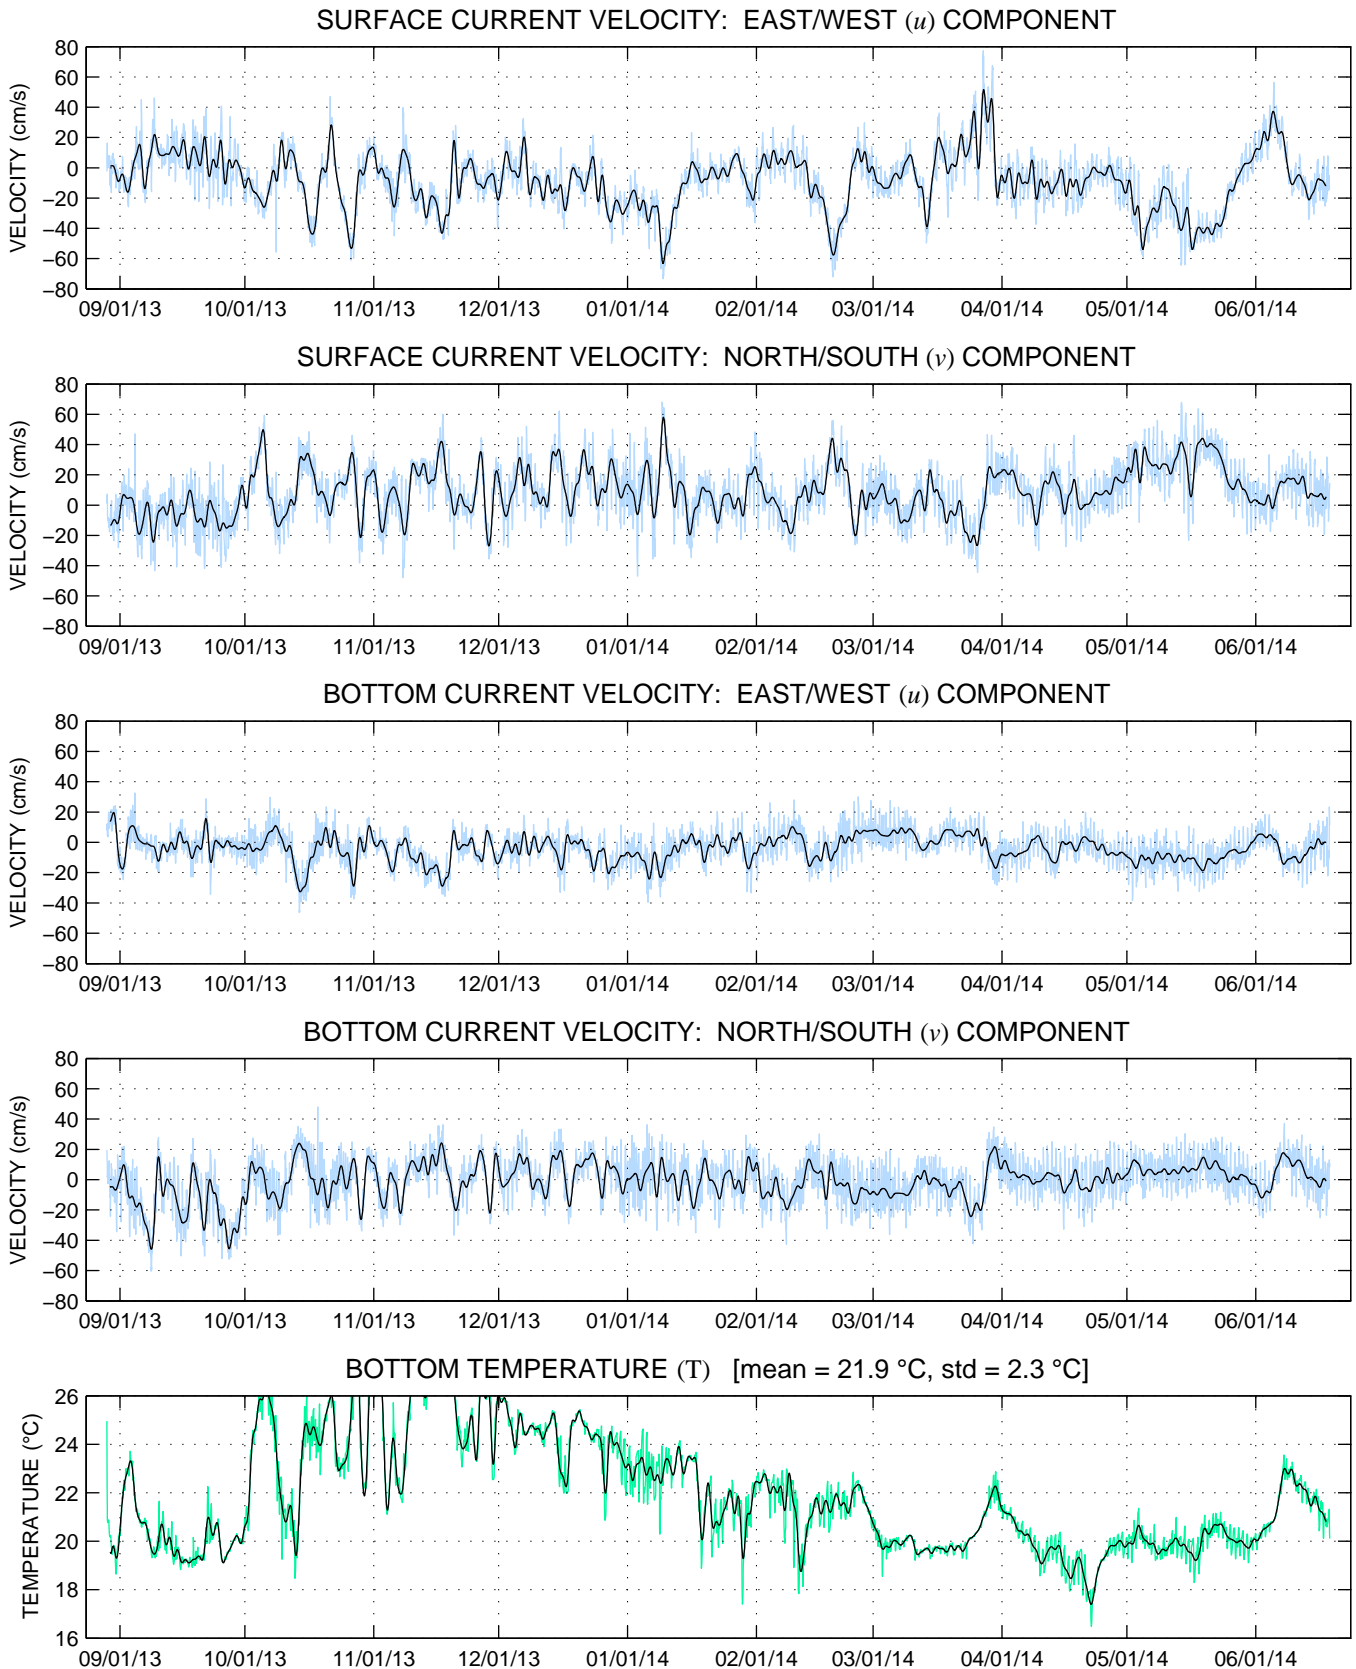 SURFACE CURRENT VELOCITY: EAST/WEST (u) COMPONENT
80
60
40
20
0
−20
−40
−60
−80
VELOCITY (cm/s)
09/01/13 10/01/13 11/01/13 12/01/13 01/01/14 02/01/14 03/01/14 04/01/14 05/01/14 06/01/14
SURFACE CURRENT VELOCITY: NORTH/SOUTH (v) COMPONENT
80
60
40
20
0
−20
−40
−60
−80
VELOCITY (cm/s)
09/01/13 10/01/13 11/01/13 12/01/13 01/01/14 02/01/14 03/01/14 04/01/14 05/01/14 06/01/14
BOTTOM CURRENT VELOCITY: EAST/WEST (u) COMPONENT
80
60
40
20
0
−20
−40
−60
−80
VELOCITY (cm/s)
09/01/13 10/01/13 11/01/13 12/01/13 01/01/14 02/01/14 03/01/14 04/01/14 05/01/14 06/01/14
BOTTOM CURRENT VELOCITY: NORTH/SOUTH (v) COMPONENT
80
60
40
20
0
−20
−40
−60
−80
VELOCITY (cm/s)
09/01/13 10/01/13 11/01/13 12/01/13 01/01/14 02/01/14 03/01/14 04/01/14 05/01/14 06/01/14
BOTTOM TEMPERATURE (T) [mean = 21.9 °C, std = 2.3 °C]
26
24
22
20
18
16
TEMPERATURE (°C)
09/01/13 10/01/13 11/01/13 12/01/13 01/01/14 02/01/14 03/01/14 04/01/14 05/01/14 06/01/14